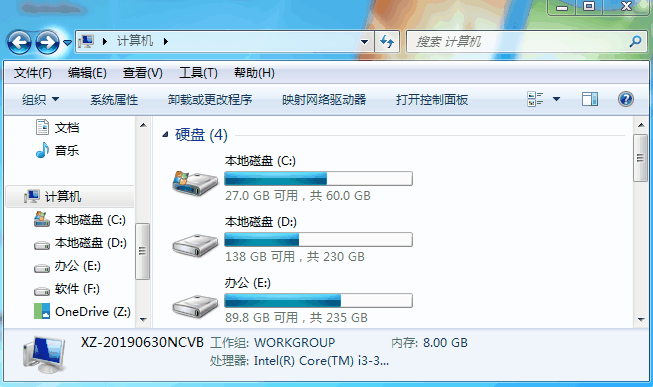 计算机
搜索 计算机
文件(F) 编辑(E) 查看(V) 工具(T) 帮助(H)
组织 系统属性 卸载或更改程序 映射网络驱动器 打开控制面板
文档
音乐
计算机
本地磁盘 (C:)
本地磁盘 (D:)
办公 (E:)
软件 (F:)
OneDrive (Z:)
硬盘 (4)
本地磁盘 (C:)
27.0 GB 可用，共 60.0 GB
本地磁盘 (D:)
138 GB 可用，共 230 GB
办公 (E:)
89.8 GB 可用，共 235 GB
XZ-20190630NCVB 工作组: WORKGROUP 内存: 8.00 GB
处理器: Intel(R) Core(TM) i3-3...